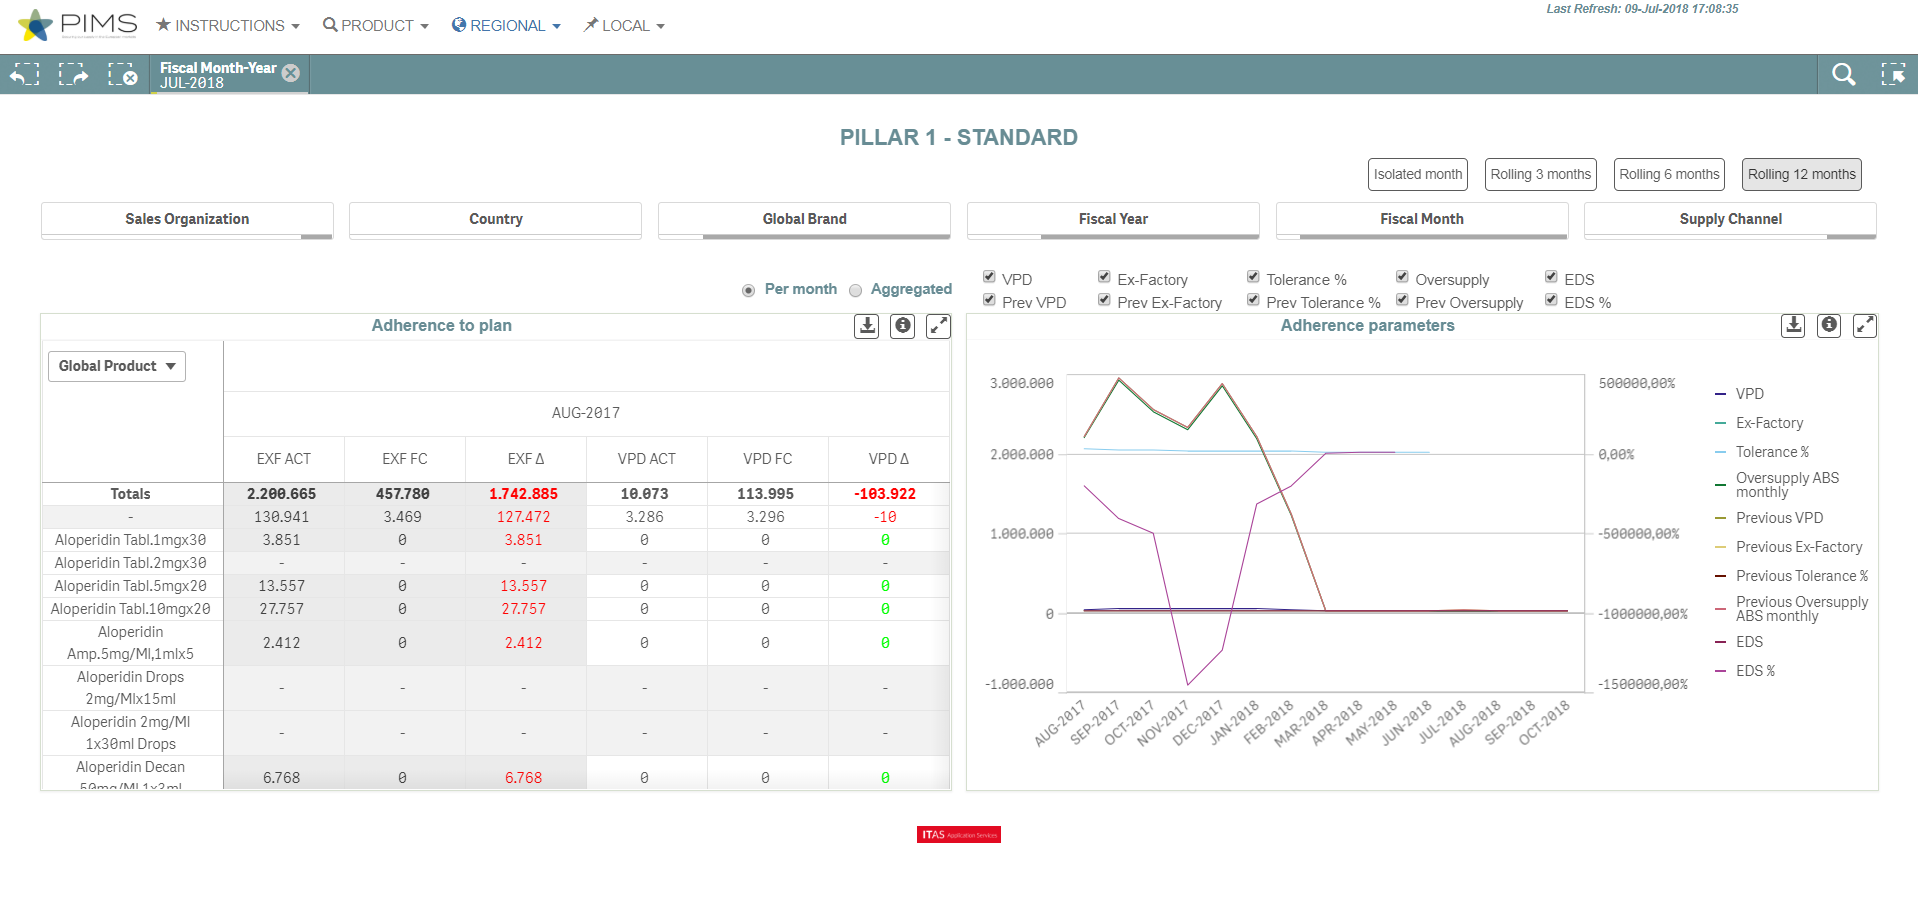 Last Refresh: 09-Jul-2018 17:08:35
PIMS
INSTRUCTIONS PRODUCT REGIONAL LOCAL
Fiscal Month-Year
JUL-2018
PILLAR 1 - STANDARD
Isolated month Rolling 3 months Rolling 6 months Rolling 12 months
Sales Organization Country Global Brand Fiscal Year Fiscal Month Supply Channel
Per month Aggregated
VPD Ex-Factory Tolerance % Oversupply EDS
Prev VPD Prev Ex-Factory Prev Tolerance % Prev Oversupply EDS %
Adherence to plan
Global Product
AUG-2017
EXF ACT EXF FC EXF Δ VPD ACT VPD FC VPD Δ
Totals 2.200.665 457.780 1.742.885 10.073 113.995 -103.922
- 130.941 3.469 127.472 3.286 3.296 -10
Aloperidin Tabl.1mgx30 3.851 0 3.851 0 0 0
Aloperidin Tabl.2mgx30 - - - - - -
Aloperidin Tabl.5mgx20 13.557 0 13.557 0 0 0
Aloperidin Tabl.10mgx20 27.757 0 27.757 0 0 0
Aloperidin
Amp.5mg/Ml,1mlx5 2.412 0 2.412 0 0 0
Aloperidin Drops
2mg/Mlx15ml - - - - - -
Aloperidin 2mg/Ml
1x30ml Drops - - - - - -
Aloperidin Decan
50mg/Ml 1x3ml 6.768 0 6.768 0 0 0
Adherence parameters
3.000.000
2.000.000
1.000.000
0
-1.000.000
500000,00%
0,00%
-500000,00%
-1000000,00%
-1500000,00%
AUG-2017 SEP-2017 OCT-2017 NOV-2017 DEC-2017 JAN-2018 FEB-2018 MAR-2018 APR-2018 MAY-2018 JUN-2018 JUL-2018 AUG-2018 SEP-2018 OCT-2018
VPD
Ex-Factory
Tolerance %
Oversupply ABS
monthly
Previous VPD
Previous Ex-Factory
Previous Tolerance %
Previous Oversupply
ABS monthly
EDS
EDS %
ITAS Application Services